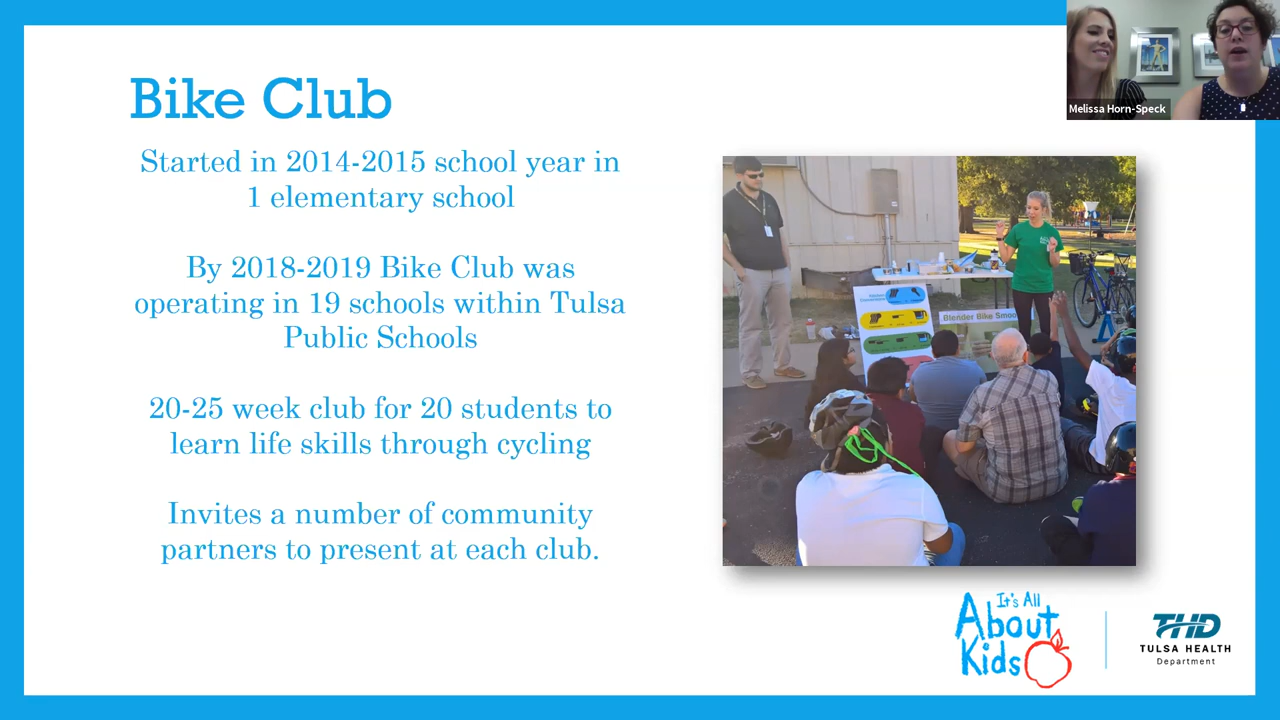 Bike Club
Started in 2014-2015 school year in
1 elementary school
By 2018-2019 Bike Club was
operating in 19 schools within Tulsa
Public Schools
20-25 week club for 20 students to
learn life skills through cycling
Invites a number of community
partners to present at each club.
Melissa Horn-Speck
Blender Bike Smoo
It's All
About
Kids
THD
TULSA HEALTH
Department